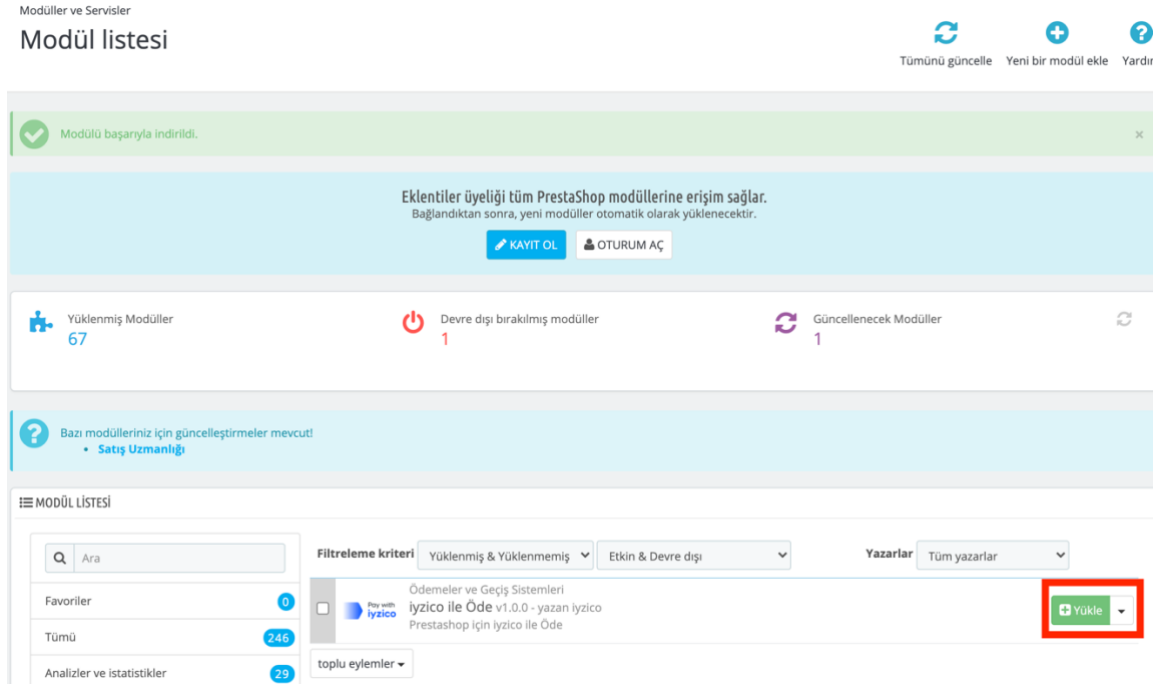 Modüller ve Servisler
Modül listesi
Tümünü güncelle Yeni bir modül ekle Yardım
Modülü başarıyla indirildi.
×
Eklentiler üyeliği tüm PrestaShop modüllerine erişim sağlar.
Bağlandıktan sonra, yeni modüller otomatik olarak yüklenecektir.
KAYIT OL OTURUM AÇ
Yüklenmiş Modüller
67
Devre dışı bırakılmış modüller
1
Güncellenecek Modüller
1
Bazı modülleriniz için güncelleştirmeler mevcut!
• Satış Uzmanlığı
MODÜL LİSTESİ
Ara
Filtreleme kriteri Yüklenmiş & Yüklenmemiş Etkin & Devre dışı Yazarlar Tüm yazarlar
Favoriler 0
Tümü 246
Analizler ve istatistikler 29
Pay with
iyzico
Ödemeler ve Geçiş Sistemleri
iyzico ile Öde v1.0.0 - yazan iyzico
Prestashop için iyzico ile Öde
Yükle
toplu eylemler